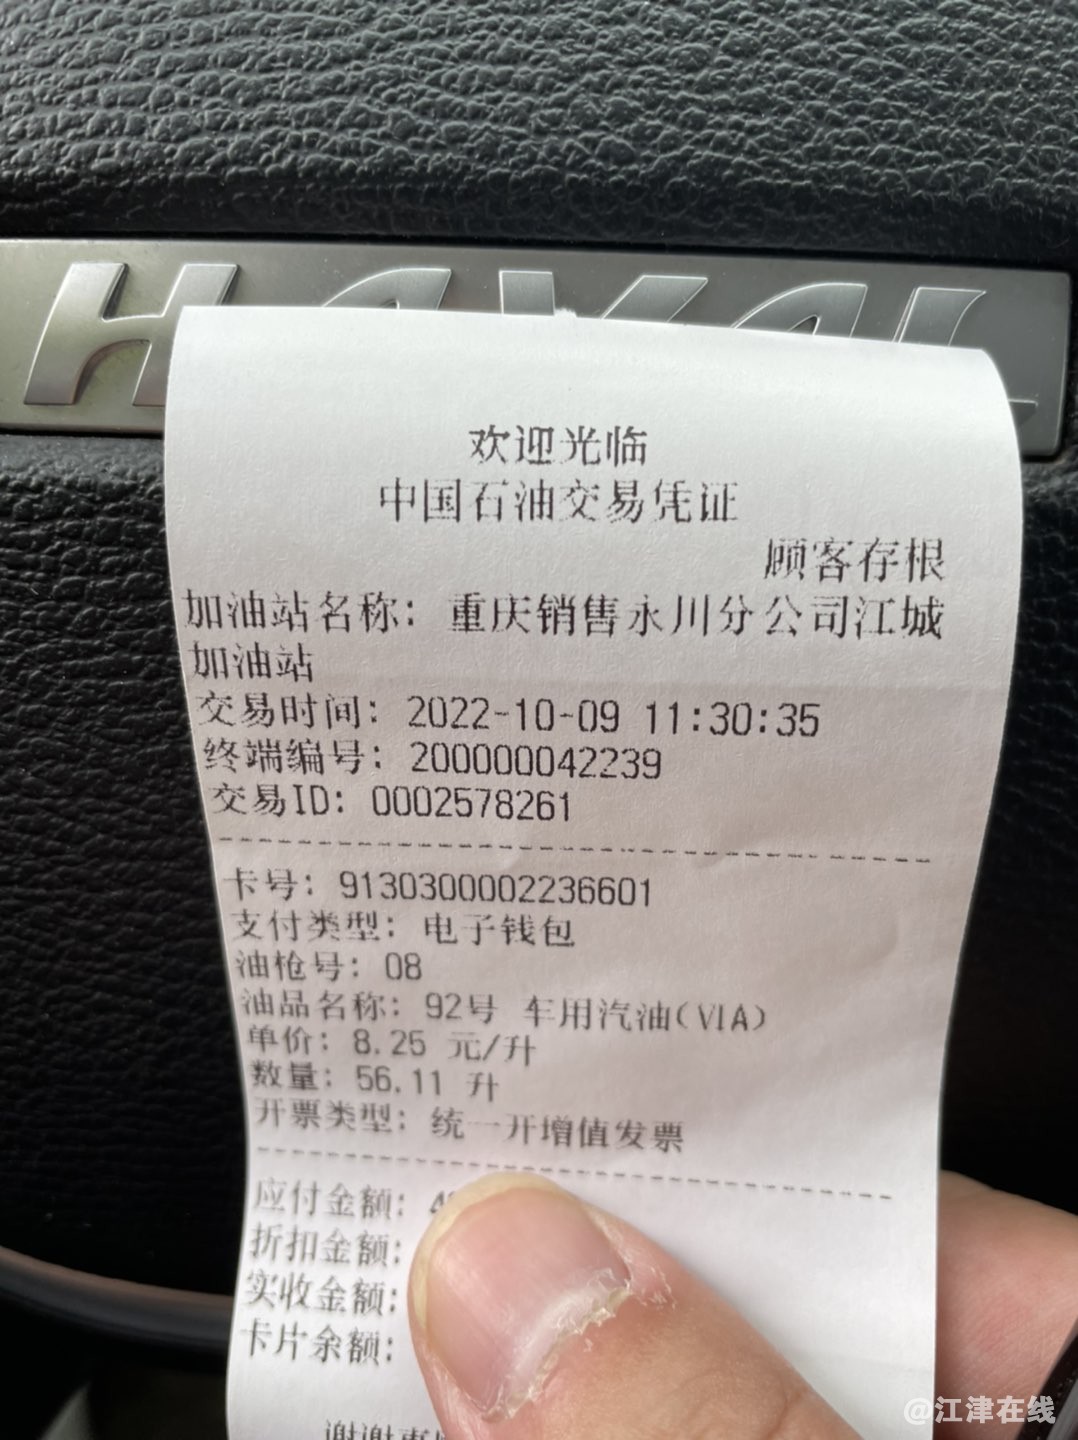 HAVAL
欢迎光临
中国石油交易凭证
顾客存根
加油站名称: 重庆销售永川分公司江城
加油站
交易时间: 2022-10-09 11:30:35
终端编号: 200000042239
交易ID: 0002578261
卡号: 9130300002236601
支付类型: 电子钱包
油枪号: 08
油品名称: 92号 车用汽油(VIA)
单价: 8.25 元/升
数量: 56.11 升
开票类型: 统一开增值发票
应付金额: 4
折扣金额:
实收金额:
卡片余额:
谢谢惠
@江津在线